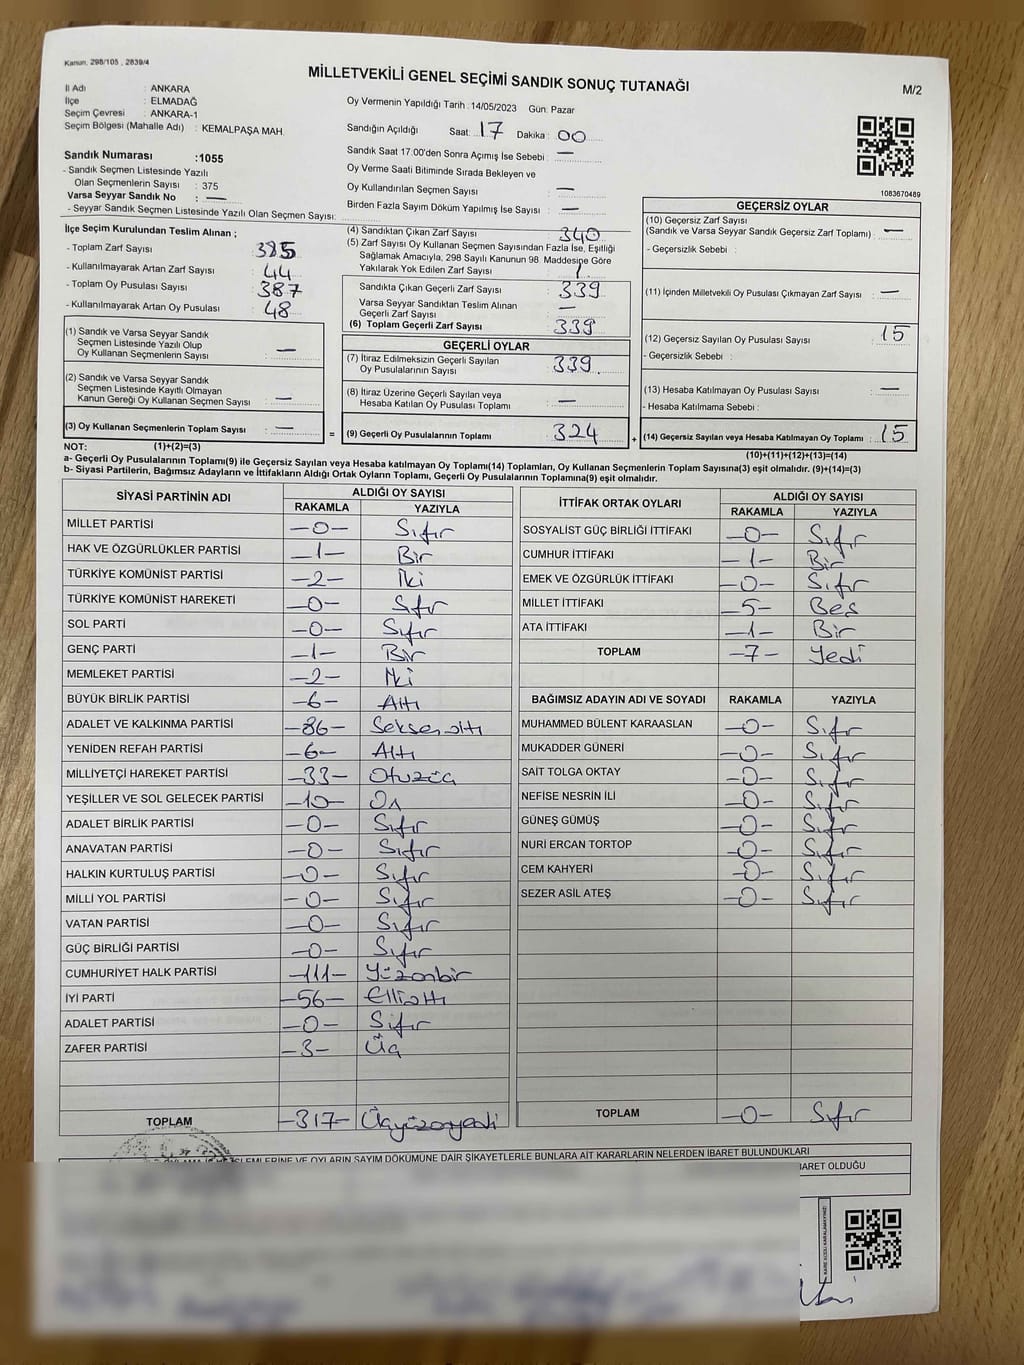 Kanun, 298/105 , 2839/4
MİLLETVEKİLİ GENEL SEÇİMİ SANDIK SONUÇ TUTANAĞI
M/2
İl Adı : ANKARA
İlçe : ELMADAĞ
Seçim Çevresi : ANKARA-1
Seçim Bölgesi (Mahalle Adı) : KEMALPAŞA MAH.
Oy Vermenin Yapıldığı Tarih :14/05/2023 Gün: Pazar
Sandığın Açıldığı Saat: 17 Dakika : 00
Sandık Saat 17.00'den Sonra Açımış İse Sebebi : —
Oy Verme Saati Bitiminde Sırada Bekleyen ve
Oy Kullandırılan Seçmen Sayısı : —
Birden Fazla Sayım Döküm Yapılmış İse Sayısı : —
Sandık Numarası :1055
- Sandık Seçmen Listesinde Yazılı
Olan Seçmenlerin Sayısı : 375
Varsa Seyyar Sandık No : —
- Seyyar Sandık Seçmen Listesinde Yazılı Olan Seçmen Sayısı:
1083670469
İlçe Seçim Kurulundan Teslim Alınan ;
- Toplam Zarf Sayısı : 385
- Kullanılmayarak Artan Zarf Sayısı : 44
- Toplam Oy Pusulası Sayısı : 387
- Kullanılmayarak Artan Oy Pusulası : 48
(1) Sandık ve Varsa Seyyar Sandık
Seçmen Listesinde Yazılı Olup
Oy Kullanan Seçmenlerin Sayısı : —
(2) Sandık ve Varsa Seyyar Sandık
Seçmen Listesinde Kayıtlı Olmayan
Kanun Gereği Oy Kullanan Seçmen Sayısı : —
(3) Oy Kullanan Seçmenlerin Toplam Sayısı : —
(4) Sandıktan Çıkan Zarf Sayısı : 340
(5) Zarf Sayısı Oy Kullanan Seçmen Sayısından Fazla İse, Eşitliği
Sağlamak Amacıyla, 298 Sayılı Kanunun 98. Maddesine Göre
Yakılarak Yok Edilen Zarf Sayısı : 1
Sandıkta Çıkan Geçerli Zarf Sayısı : 339
Varsa Seyyar Sandıktan Teslim Alınan
Geçerli Zarf Sayısı : —
(6) Toplam Geçerli Zarf Sayısı : 339
GEÇERLİ OYLAR
(7) İtiraz Edilmeksizin Geçerli Sayılan
Oy Pusulalarının Sayısı : 339
(8) İtiraz Üzerine Geçerli Sayılan veya
Hesaba Katılan Oy Pusulası Toplamı : —
= (9) Geçerli Oy Pusulalarının Toplamı : 324
GEÇERSİZ OYLAR
(10) Geçersiz Zarf Sayısı
(Sandık ve Varsa Seyyar Sandık Geçersiz Zarf Toplamı) : —
- Geçersizlik Sebebi :
(11) İçinden Milletvekili Oy Pusulası Çıkmayan Zarf Sayısı : —
(12) Geçersiz Sayılan Oy Pusulası Sayısı : 15
- Geçersizlik Sebebi :
(13) Hesaba Katılmayan Oy Pusulası Sayısı : —
- Hesaba Katılmama Sebebi :
+ (14) Geçersiz Sayılan veya Hesaba Katılmayan Oy Toplamı : 15
NOT: (1)+(2)=(3)
(10)+(11)+(12)+(13)=(14)
a- Geçerli Oy Pusulalarının Toplamı(9) ile Geçersiz Sayılan veya Hesaba katılmayan Oy Toplamı(14) Toplamları, Oy Kullanan Seçmenlerin Toplam Sayısına(3) eşit olmalıdır. (9)+(14)=(3)
b- Siyasi Partilerin, Bağımsız Adayların ve İttifakların Aldığı Ortak Oyların Toplamı, Geçerli Oy Pusulalarının Toplamına(9) eşit olmalıdır.
SİYASİ PARTİNİN ADI ALDIĞI OY SAYISI
RAKAMLA YAZIYLA
MİLLET PARTİSİ —0— Sıfır
HAK VE ÖZGÜRLÜKLER PARTİSİ —1— Bir
TÜRKİYE KOMÜNİST PARTİSİ —2— İki
TÜRKİYE KOMÜNİST HAREKETİ —0— Sıfır
SOL PARTİ —0— Sıfır
GENÇ PARTİ —1— Bir
MEMLEKET PARTİSİ —2— İki
BÜYÜK BİRLİK PARTİSİ —6— Altı
ADALET VE KALKINMA PARTİSİ —86— Seksenaltı
YENİDEN REFAH PARTİSİ —6— Altı
MİLLİYETÇİ HAREKET PARTİSİ —33— Otuzüç
YEŞİLLER VE SOL GELECEK PARTİSİ —10— On
ADALET BİRLİK PARTİSİ —0— Sıfır
ANAVATAN PARTİSİ —0— Sıfır
HALKIN KURTULUŞ PARTİSİ —0— Sıfır
MİLLİ YOL PARTİSİ —0— Sıfır
VATAN PARTİSİ —0— Sıfır
GÜÇ BİRLİĞİ PARTİSİ —0— Sıfır
CUMHURİYET HALK PARTİSİ —111— Yüzonbir
İYİ PARTİ —56— Ellialtı
ADALET PARTİSİ —0— Sıfır
ZAFER PARTİSİ —3— Üç
TOPLAM —317— Üçyüzonyedi
İTTİFAK ORTAK OYLARI ALDIĞI OY SAYISI
RAKAMLA YAZIYLA
SOSYALİST GÜÇ BİRLİĞİ İTTİFAKI —0— Sıfır
CUMHUR İTTİFAKI —1— Bir
EMEK VE ÖZGÜRLÜK İTTİFAKI —0— Sıfır
MİLLET İTTİFAKI —5— Beş
ATA İTTİFAKI —1— Bir
TOPLAM —7— Yedi
BAĞIMSIZ ADAYIN ADI VE SOYADI RAKAMLA YAZIYLA
MUHAMMED BÜLENT KARAASLAN —0— Sıfır
MUKADDER GÜNERİ —0— Sıfır
SAİT TOLGA OKTAY —0— Sıfır
NEFİSE NESRİN İLİ —0— Sıfır
GÜNEŞ GÜMÜŞ —0— Sıfır
NURİ ERCAN TORTOP —0— Sıfır
CEM KAHYERİ —0— Sıfır
SEZER ASIL ATEŞ —0— Sıfır
TOPLAM —0— Sıfır
İŞLEMLERİNE VE OYLARIN SAYIM DÖKÜMÜNE DAİR ŞİKAYETLERLE BUNLARA AİT KARARLARIN NELERDEN İBARET BULUNDUKLARI
İBARET OLDUĞU